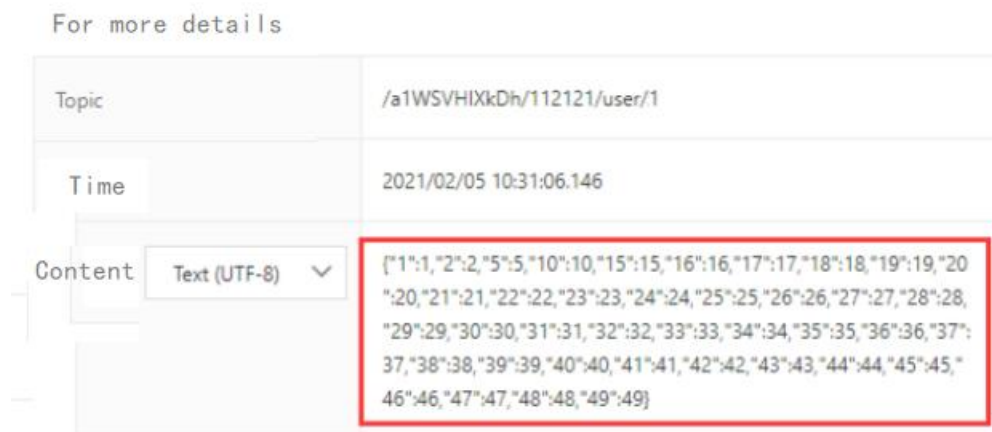 For more details
Topic
/a1WSVHIXkDh/112121/user/1
Time
2021/02/05 10:31:06.146
Content
Text (UTF-8)
{"1":1,"2":2,"5":5,"10":10,"15":15,"16":16,"17":17,"18":18,"19":19,"20
":20,"21":21,"22":22,"23":23,"24":24,"25":25,"26":26,"27":27,"28":28,
"29":29,"30":30,"31":31,"32":32,"33":33,"34":34,"35":35,"36":36,"37":
37,"38":38,"39":39,"40":40,"41":41,"42":42,"43":43,"44":44,"45":45,"
46":46,"47":47,"48":48,"49":49}